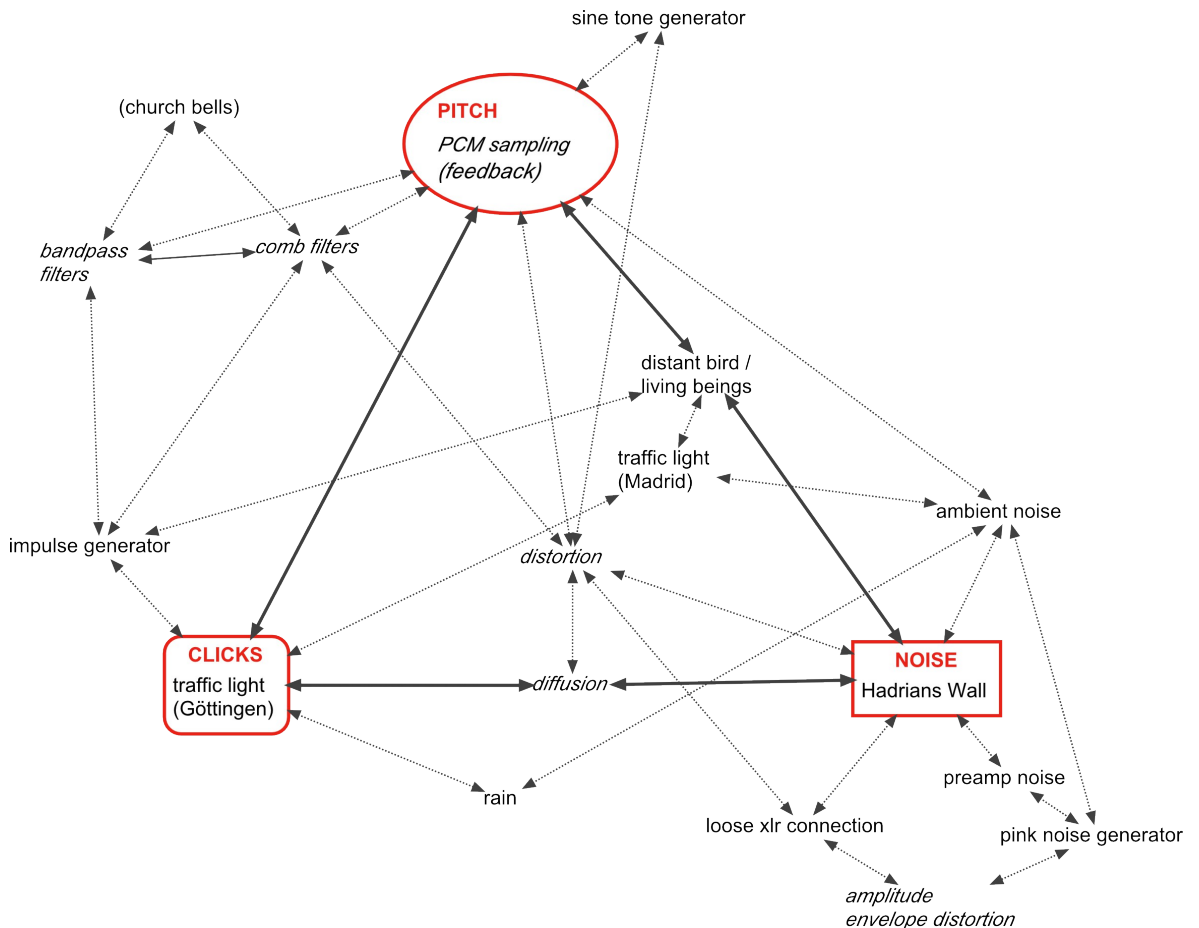 sine tone generator
(church bells)
PITCH
PCM sampling
(feedback)
bandpass
filters
comb filters
distant bird /
living beings
traffic light
(Madrid)
ambient noise
impulse generator
distortion
CLICKS
traffic light
(Göttingen)
diffusion
NOISE
Hadrians Wall
rain
preamp noise
loose xlr connection
pink noise generator
amplitude
envelope distortion